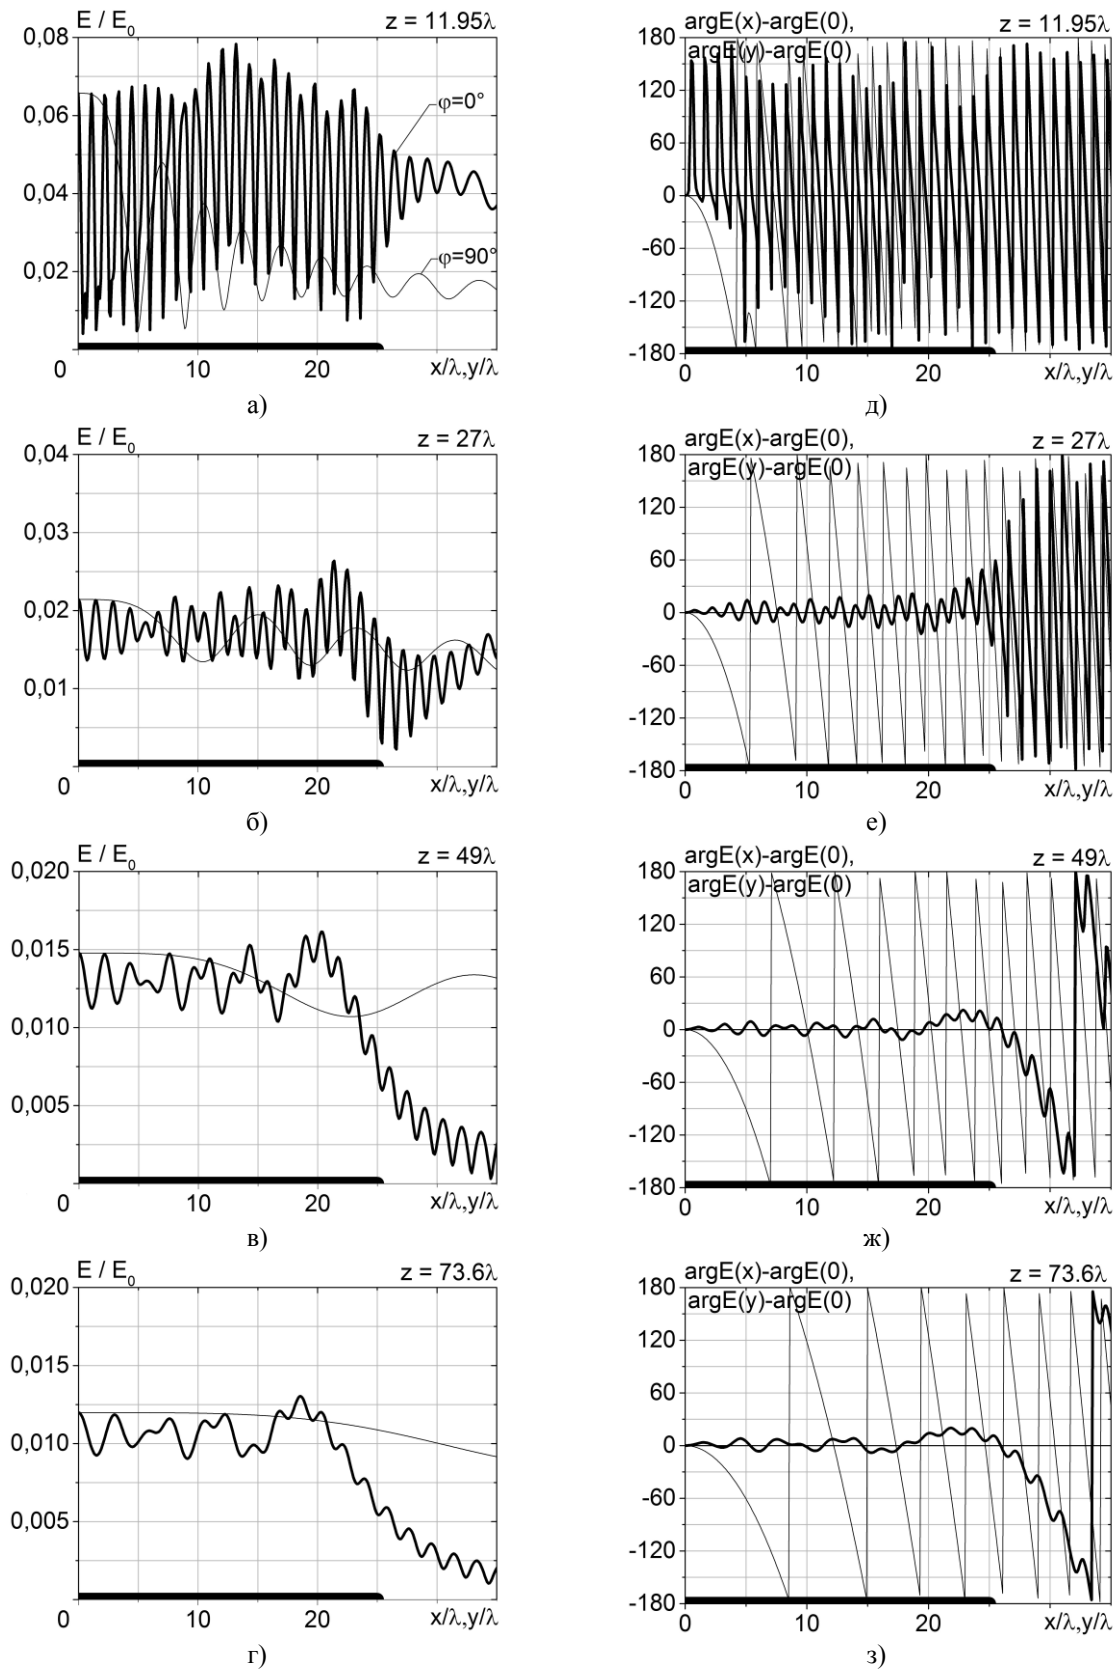 E / E0 z = 11.95λ
0,08
0,06
0,04
0,02
φ=0°
φ=90°
0 10 20 x/λ,y/λ
а)
argE(x)-argE(0), z = 11.95λ
argE(y)-argE(0)
180
120
60
0
-60
-120
-180
0 10 20 x/λ,y/λ
д)
E / E0 z = 27λ
0,04
0,03
0,02
0,01
0 10 20 x/λ,y/λ
б)
argE(x)-argE(0), z = 27λ
argE(y)-argE(0)
180
120
60
0
-60
-120
-180
0 10 20 x/λ,y/λ
е)
E / E0 z = 49λ
0,020
0,015
0,010
0,005
0 10 20 x/λ,y/λ
в)
argE(x)-argE(0), z = 49λ
argE(y)-argE(0)
180
120
60
0
-60
-120
-180
0 10 20 x/λ,y/λ
ж)
E / E0 z = 73.6λ
0,020
0,015
0,010
0,005
0 10 20 x/λ,y/λ
г)
argE(x)-argE(0), z = 73.6λ
argE(y)-argE(0)
180
120
60
0
-60
-120
-180
0 10 20 x/λ,y/λ
з)